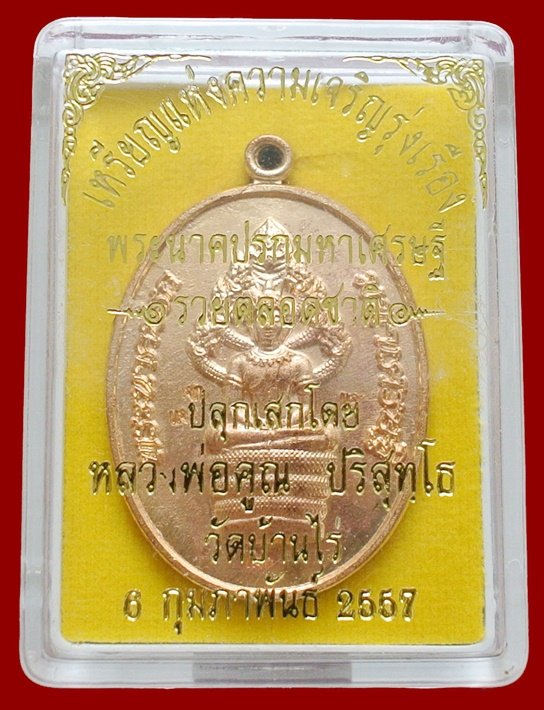 เหรียญแห่งความเจริญรุ่งเรือง
พระนาคปรกมหาเศรษฐี
รวยตลอดชาติ
ปลุกเสกโดย
หลวงพ่อคูณ ปริสุทฺโธ
วัดบ้านไร่
6 กุมภาพันธ์ 2557